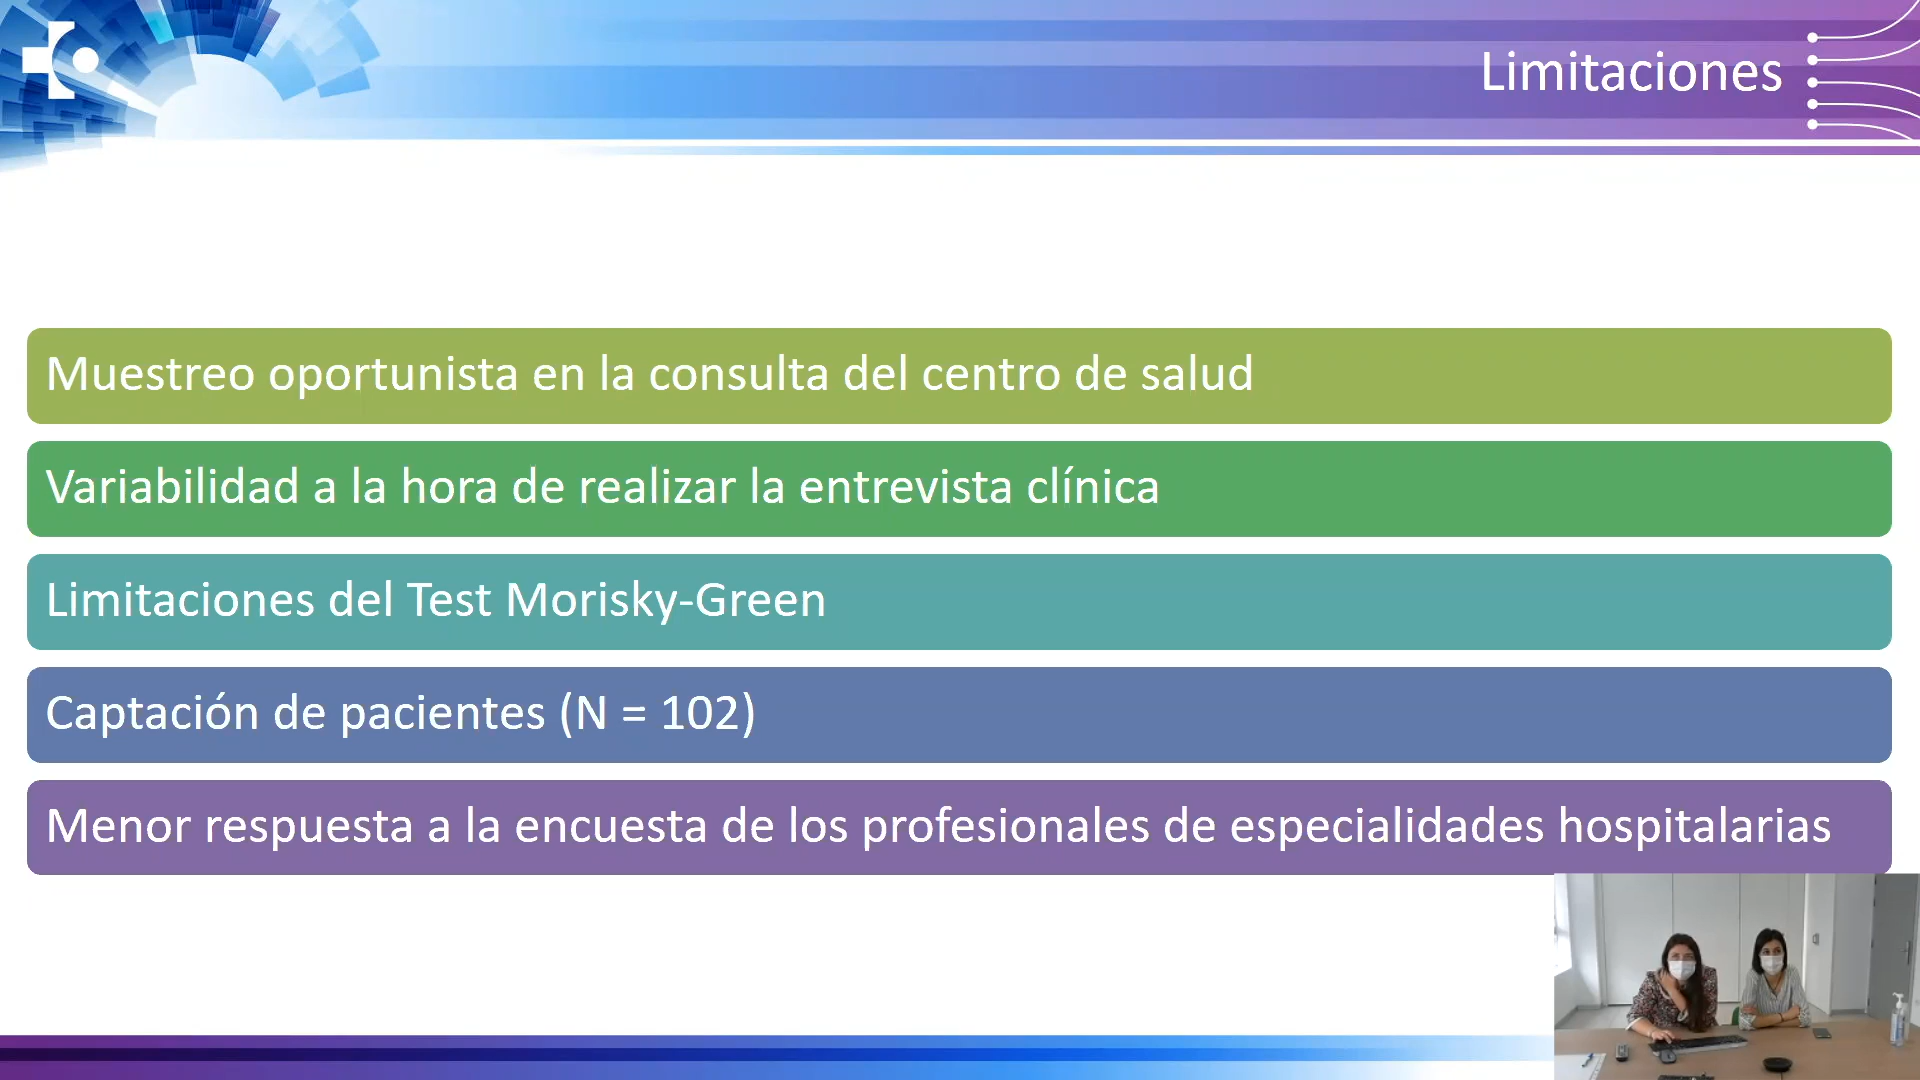 Limitaciones
Muestreo oportunista en la consulta del centro de salud
Variabilidad a la hora de realizar la entrevista clínica
Limitaciones del Test Morisky-Green
Captación de pacientes (N = 102)
Menor respuesta a la encuesta de los profesionales de especialidades hospitalarias